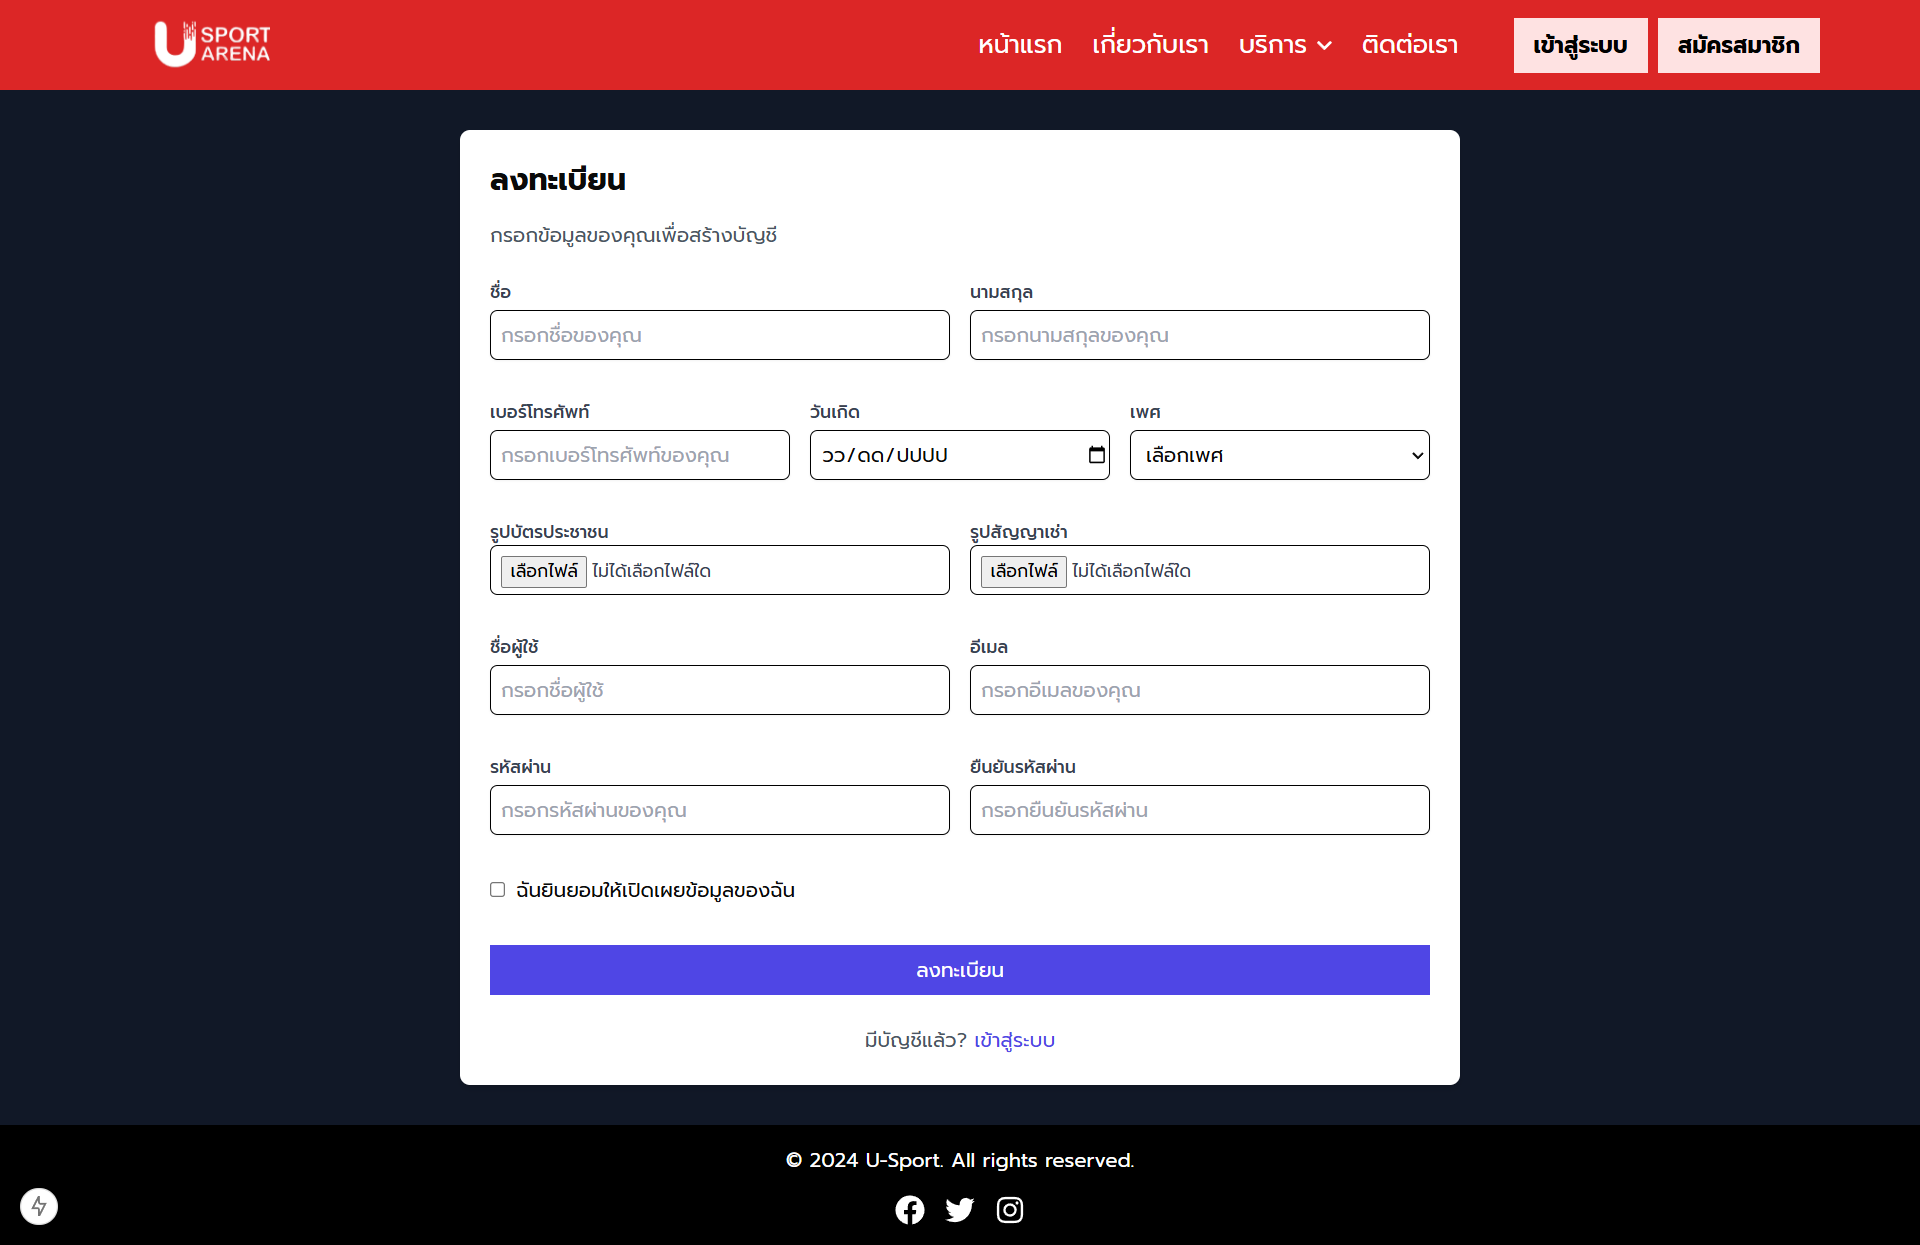 U SPORT ARENA
หน้าแรก เกี่ยวกับเรา บริการ ติดต่อเรา เข้าสู่ระบบ สมัครสมาชิก
ลงทะเบียน
กรอกข้อมูลของคุณเพื่อสร้างบัญชี
ชื่อ นามสกุล
กรอกชื่อของคุณ กรอกนามสกุลของคุณ
เบอร์โทรศัพท์ วันเกิด เพศ
กรอกเบอร์โทรศัพท์ของคุณ วว/ดด/ปปปป เลือกเพศ
รูปบัตรประชาชน รูปสัญญาเช่า
เลือกไฟล์ ไม่ได้เลือกไฟล์ใด เลือกไฟล์ ไม่ได้เลือกไฟล์ใด
ชื่อผู้ใช้ อีเมล
กรอกชื่อผู้ใช้ กรอกอีเมลของคุณ
รหัสผ่าน ยืนยันรหัสผ่าน
กรอกรหัสผ่านของคุณ กรอกยืนยันรหัสผ่าน
ฉันยินยอมให้เปิดเผยข้อมูลของฉัน
ลงทะเบียน
มีบัญชีแล้ว? เข้าสู่ระบบ
© 2024 U-Sport. All rights reserved.